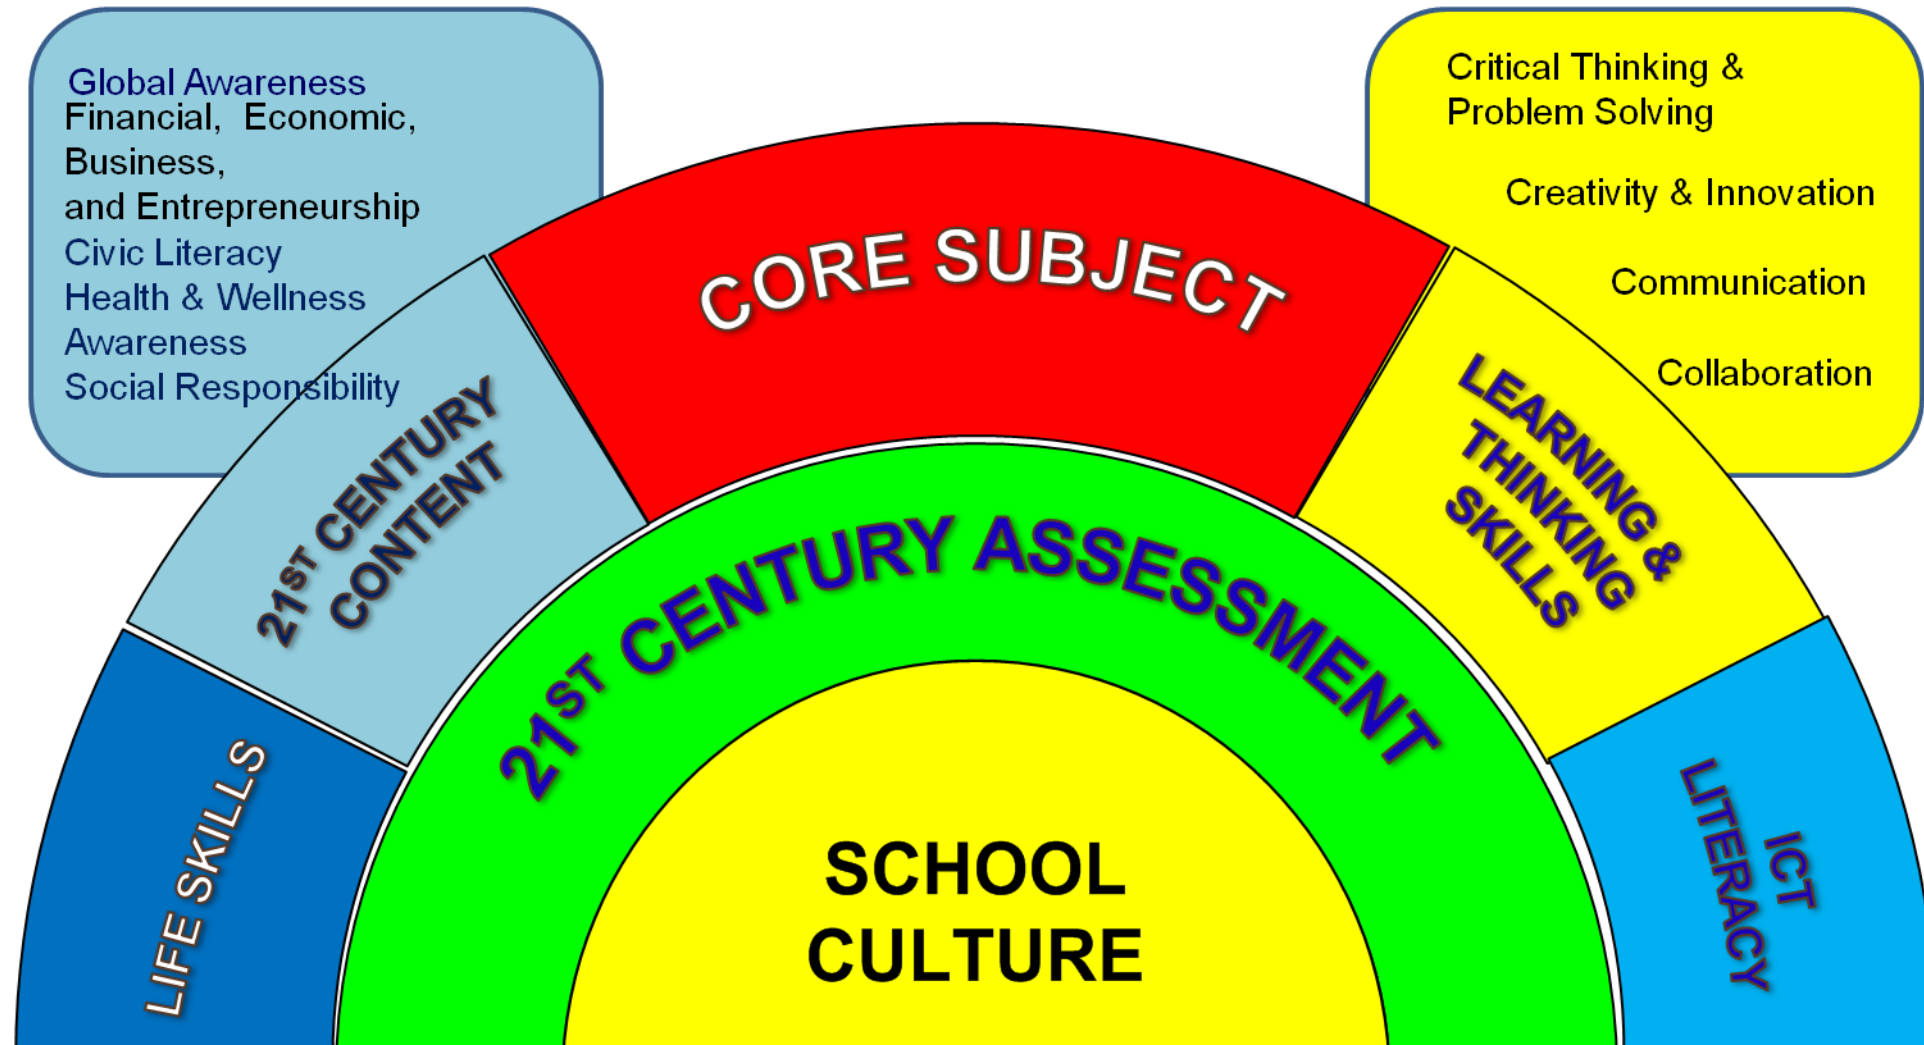 Global Awareness
Financial, Economic,
Business,
and Entrepreneurship
Civic Literacy
Health & Wellness
Awareness
Social Responsibility
Critical Thinking &
Problem Solving
Creativity & Innovation
Communication
Collaboration
CORE SUBJECT
21ST CENTURY
CONTENT
LEARNING &
THINKING
SKILLS
21ST CENTURY ASSESSMENT
LIFE SKILLS
ICT
LITERACY
SCHOOL
CULTURE